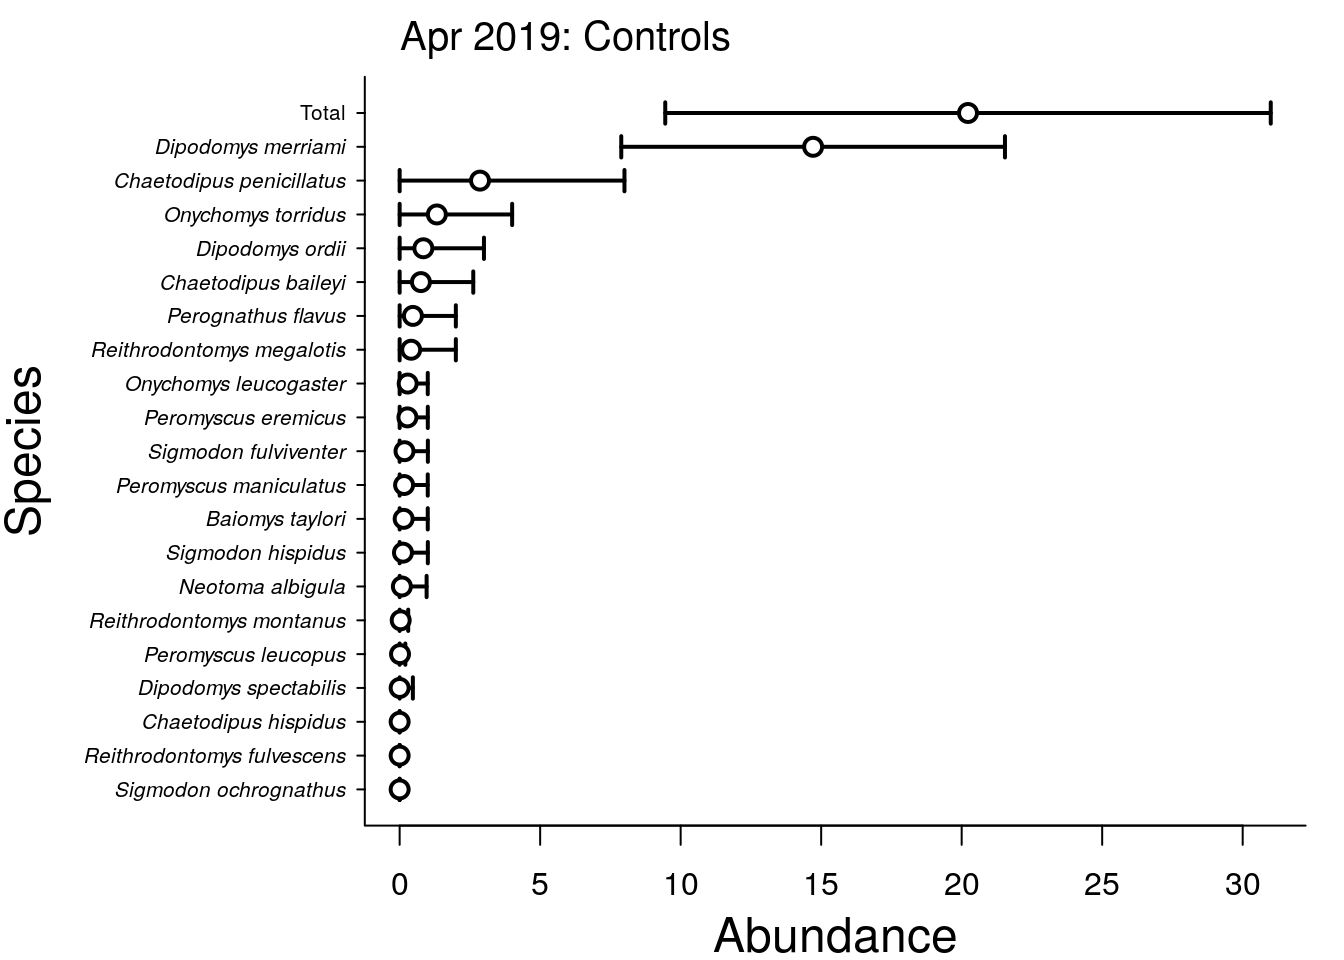 Apr 2019: Controls
Species
Total
Dipodomys merriami
Chaetodipus penicillatus
Onychomys torridus
Dipodomys ordii
Chaetodipus baileyi
Perognathus flavus
Reithrodontomys megalotis
Onychomys leucogaster
Peromyscus eremicus
Sigmodon fulviventer
Peromyscus maniculatus
Baiomys taylori
Sigmodon hispidus
Neotoma albigula
Reithrodontomys montanus
Peromyscus leucopus
Dipodomys spectabilis
Chaetodipus hispidus
Reithrodontomys fulvescens
Sigmodon ochrognathus
0 5 10 15 20 25 30
Abundance